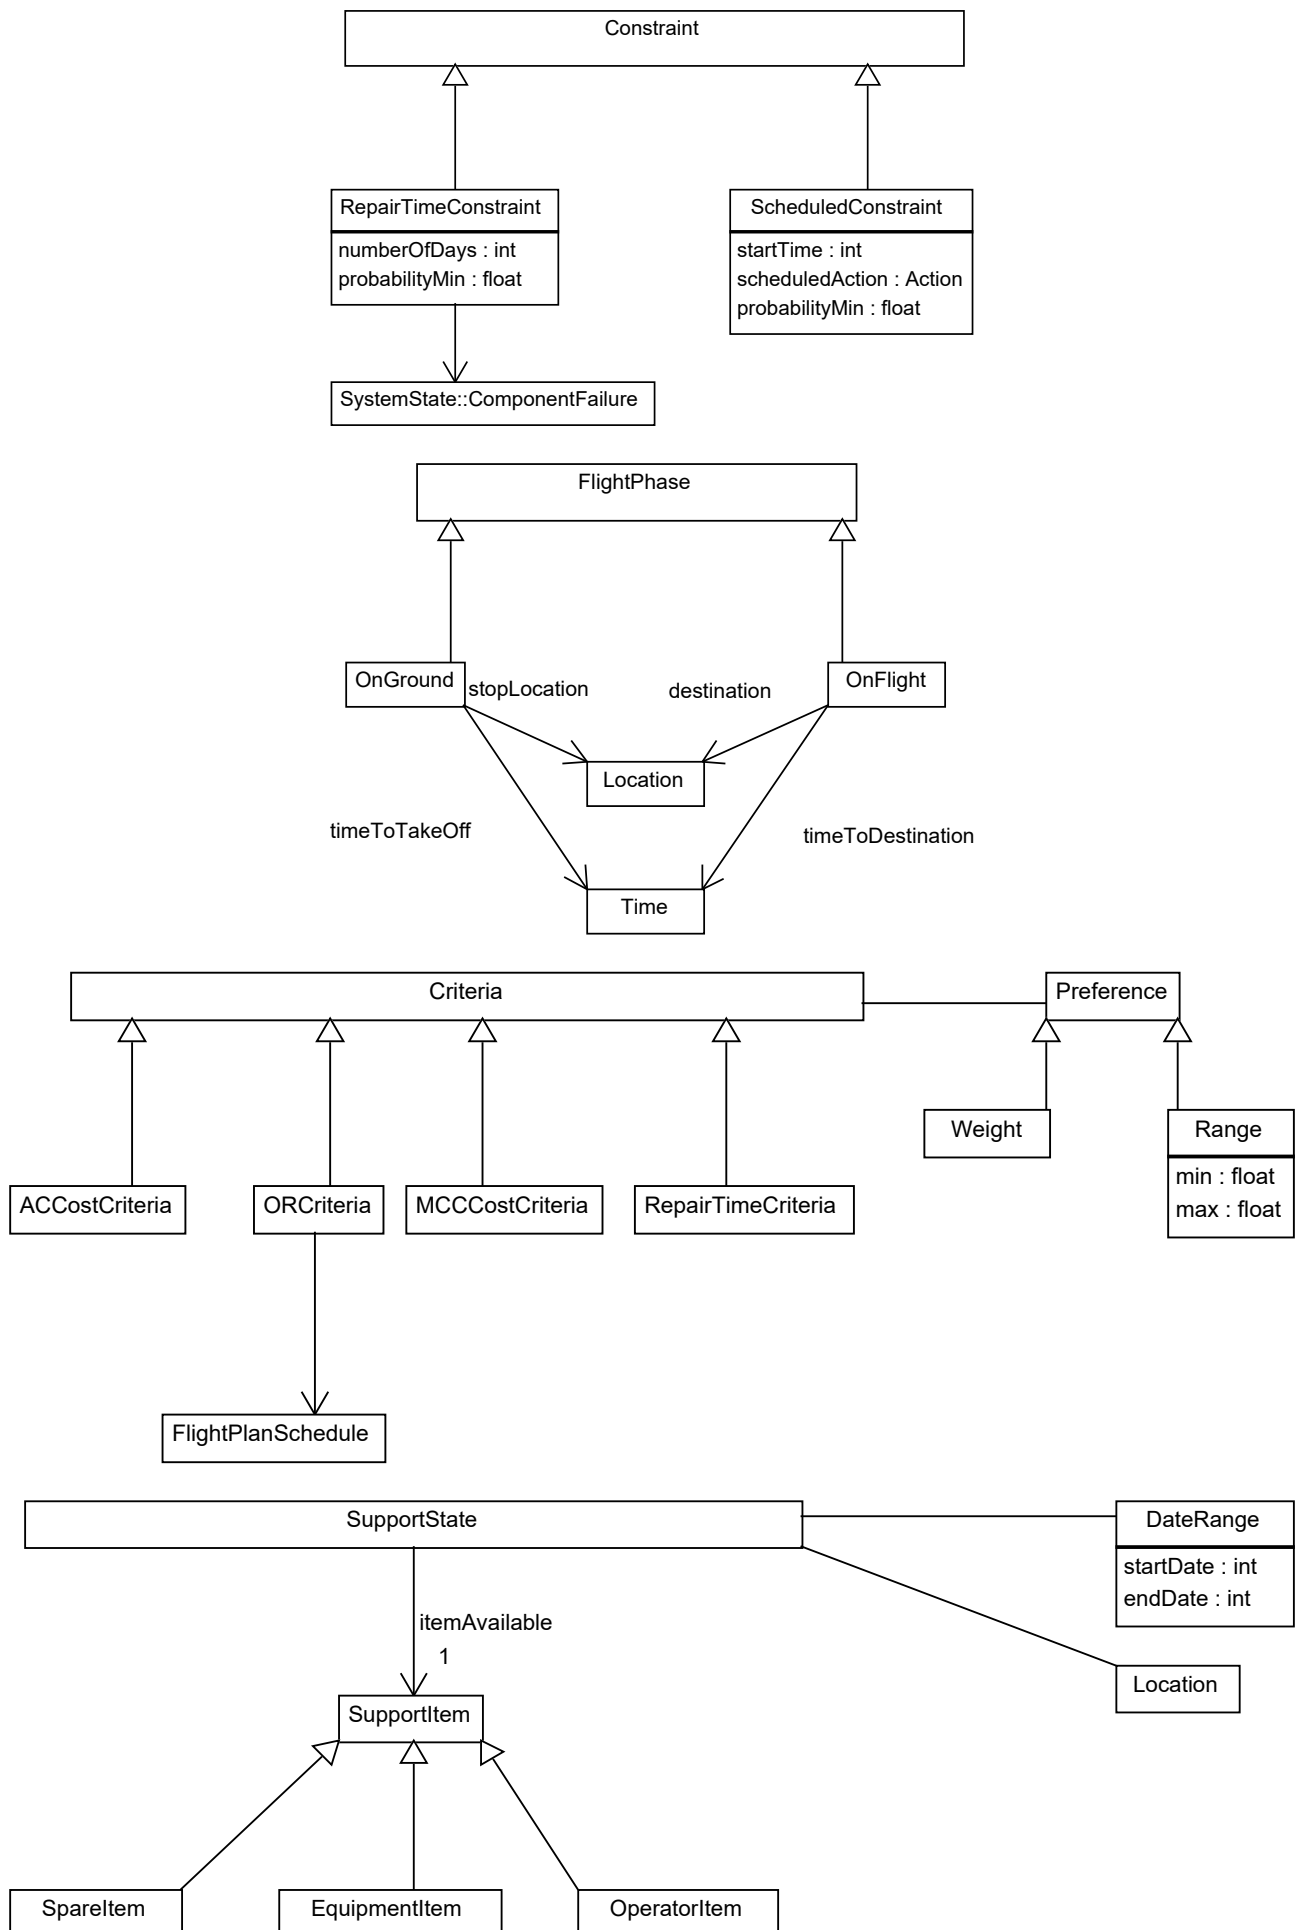 Constraint
RepairTimeConstraint
ScheduledConstraint
numberOfDays : int
probabilityMin : float
startTime : int
scheduledAction : Action
probabilityMin : float
SystemState::ComponentFailure
FlightPhase
OnGround
OnFlight
stopLocation
destination
Location
timeToTakeOff
timeToDestination
Time
Criteria
Preference
Weight
Range
min : float
max : float
ACCostCriteria
ORCriteria
MCCCostCriteria
RepairTimeCriteria
FlightPlanSchedule
SupportState
DateRange
startDate : int
endDate : int
itemAvailable
1
Location
SupportItem
SpareItem
EquipmentItem
OperatorItem